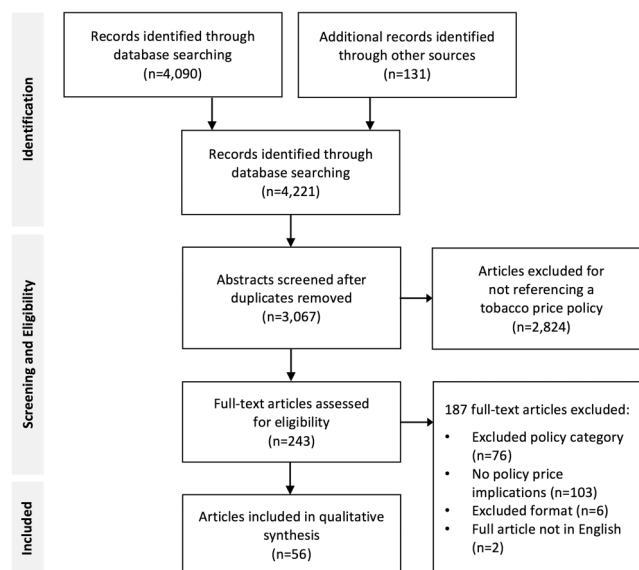 Records identified through
database searching
(n=4,090)
Additional records identified
through other sources
(n=131)
Identification
Records identified through
database searching
(n=4,221)
Abstracts screened after
duplicates removed
(n=3,067)
Articles excluded for
not referencing a
tobacco price policy
(n=2,824)
Screening and Eligibility
Full-text articles assessed
for eligibility
(n=243)
187 full-text articles excluded:
• Excluded policy category
(n=76)
• No policy price
implications (n=103)
• Excluded format (n=6)
• Full article not in English
(n=2)
Included
Articles included in qualitative
synthesis
(n=56)